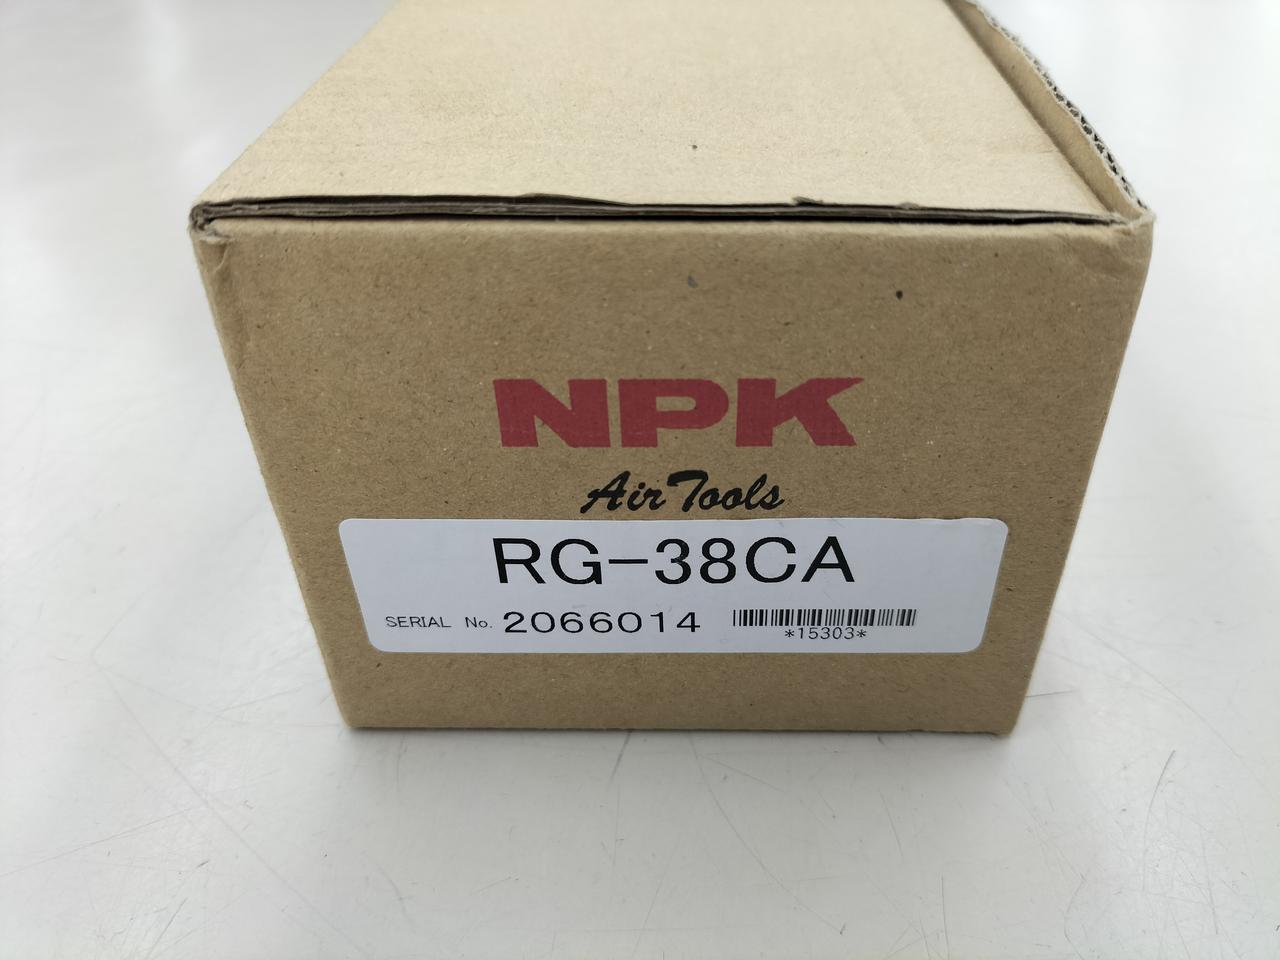 NPK
Air Tools
RG-38CA
SERIAL No. 2066014
*15303*